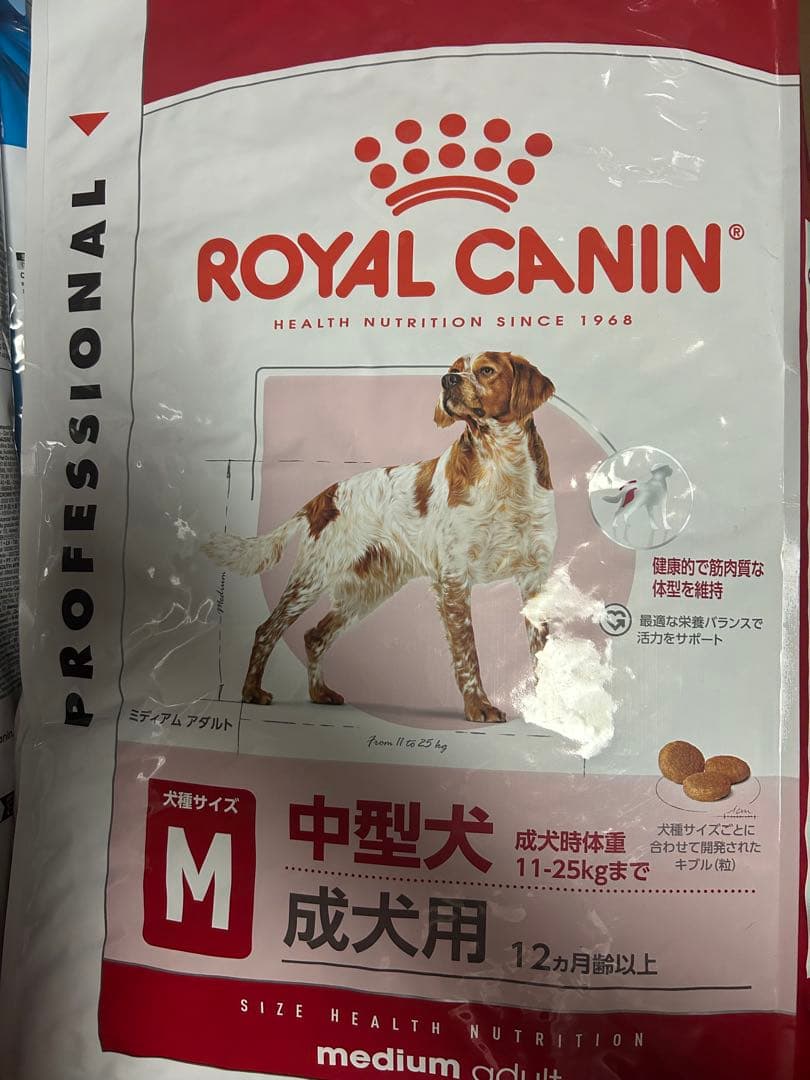 PROFESSIONAL
ROYAL CANIN®
HEALTH NUTRITION SINCE 1968
健康的で筋肉質な
体型を維持
最適な栄養バランスで
活力をサポート
Medium
ミディアム アダルト
From 11 to 25 kg
1cm
犬種サイズ
M
中型犬
成犬時体重
11-25kgまで
犬種サイズごとに
合わせて開発された
キブル(粒)
成犬用
12ヵ月齢以上
SIZE HEALTH NUTRITION
medium adult